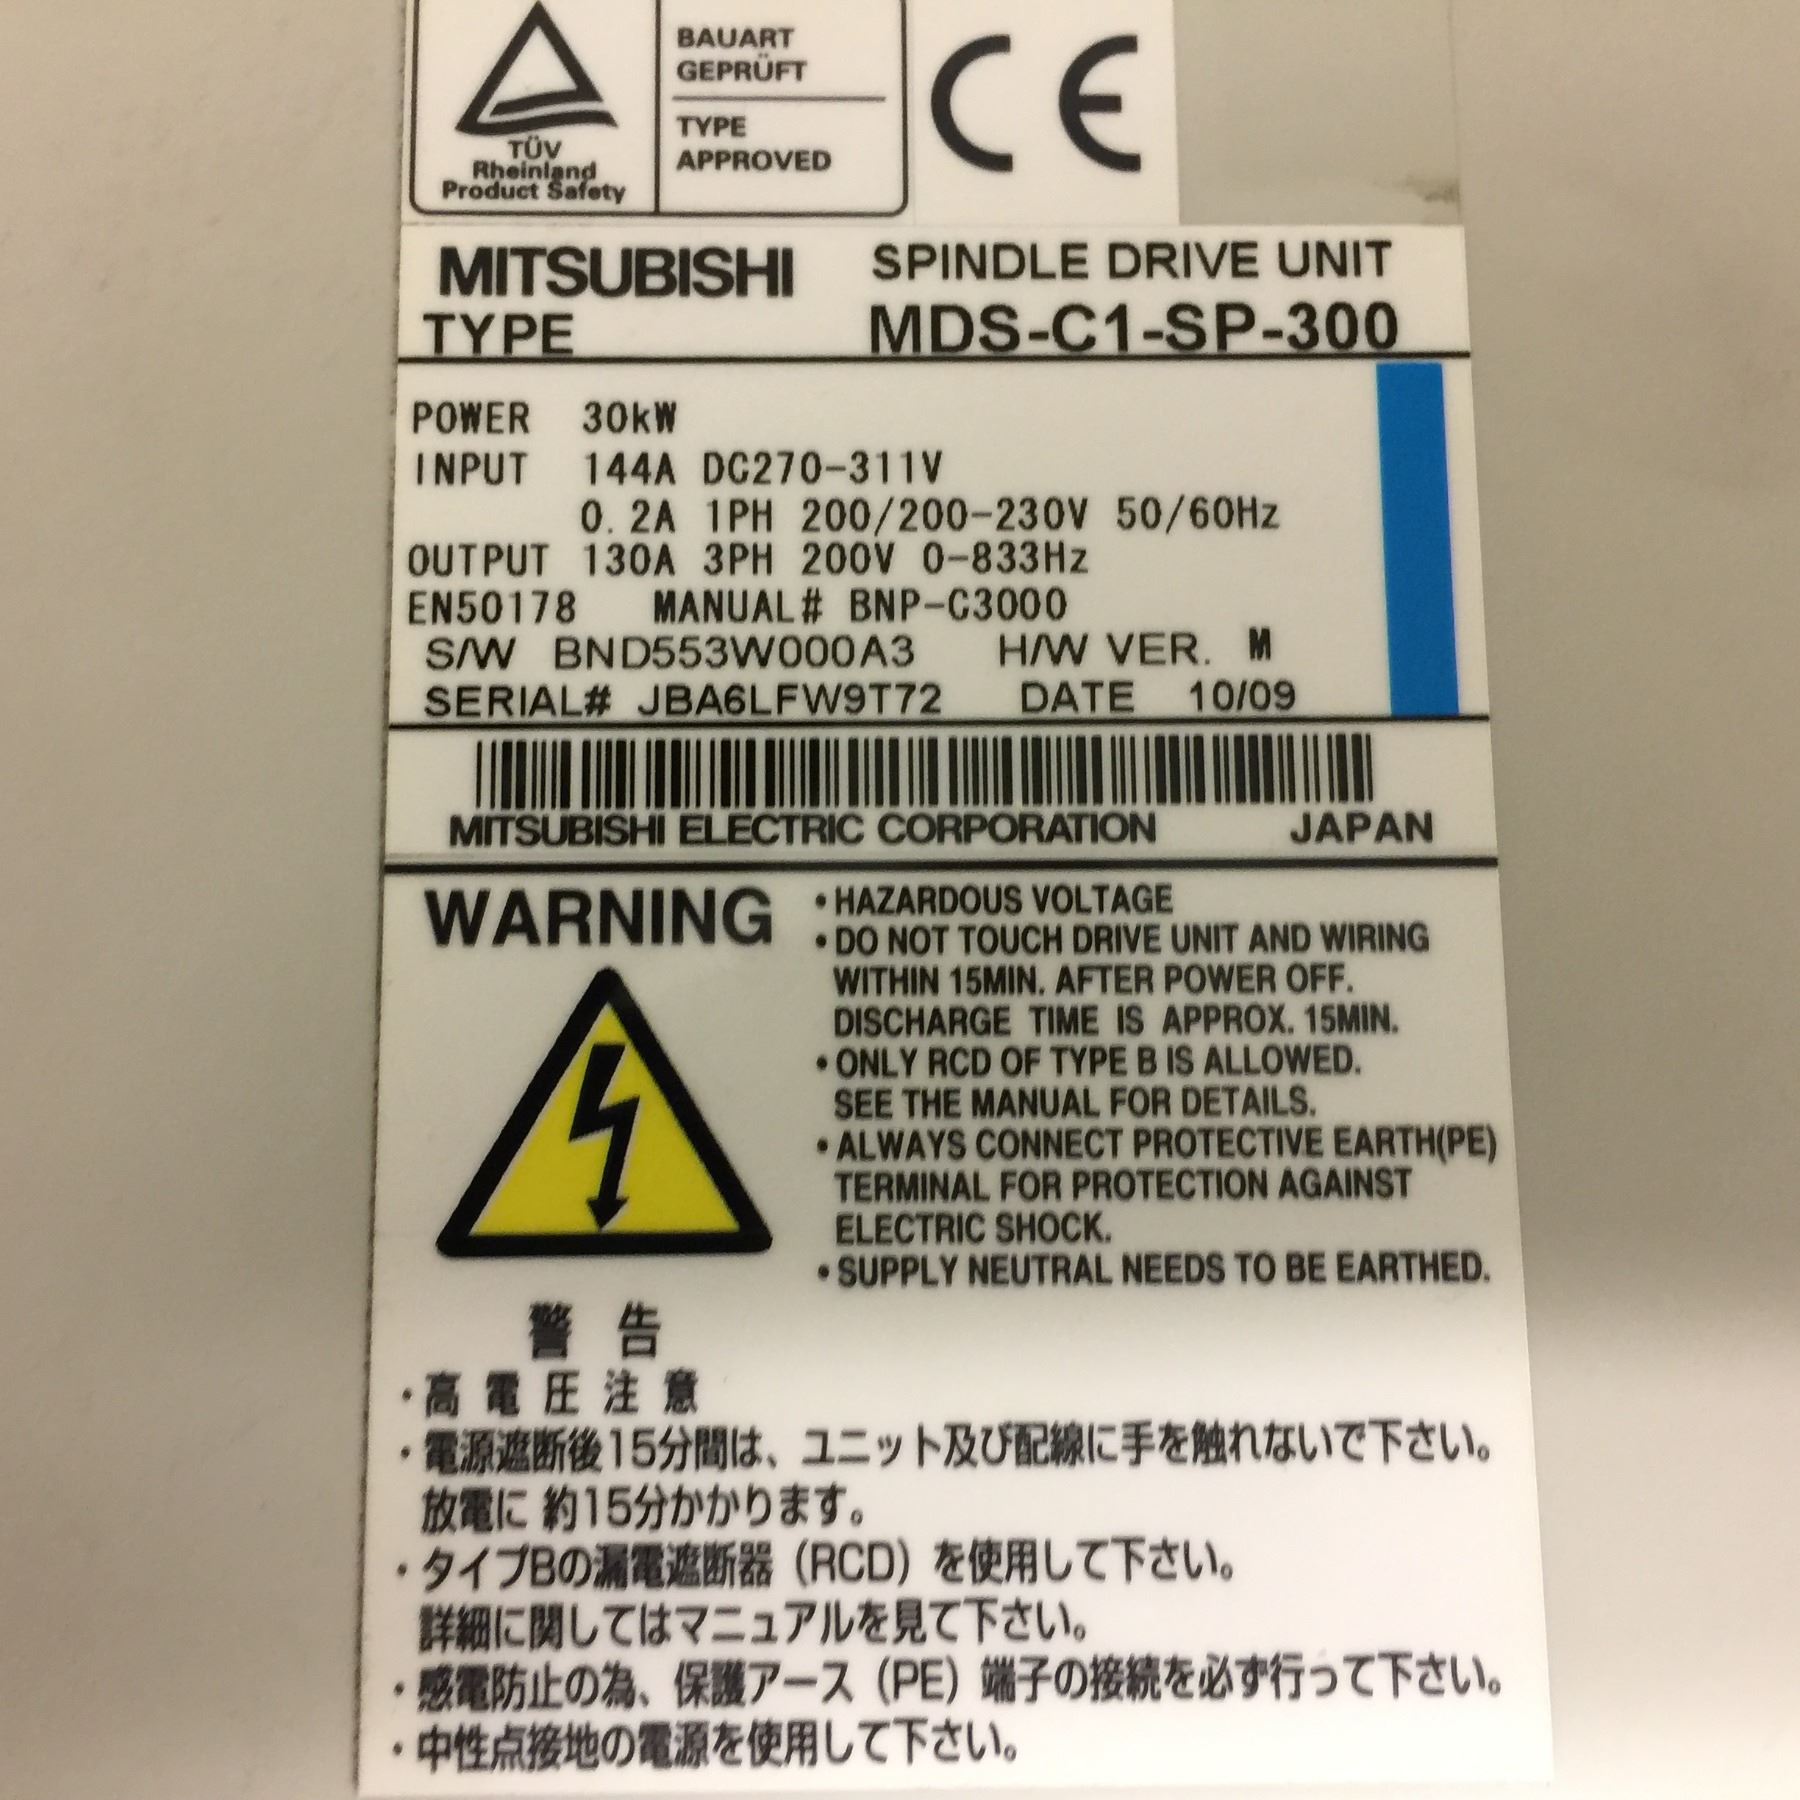 TÜV
Rheinland
Product Safety
BAUART
GEPRÜFT
TYPE
APPROVED
CE
MITSUBISHI SPINDLE DRIVE UNIT
TYPE MDS-C1-SP-300
POWER 30kW
INPUT 144A DC270-311V
0.2A 1PH 200/200-230V 50/60Hz
OUTPUT 130A 3PH 200V 0-833Hz
EN50178 MANUAL# BNP-C3000
S/W BND553W000A3 H/W VER. M
SERIAL# JBA6LFW9T72 DATE 10/09
MITSUBISHI ELECTRIC CORPORATION JAPAN
WARNING
・HAZARDOUS VOLTAGE
・DO NOT TOUCH DRIVE UNIT AND WIRING
WITHIN 15MIN. AFTER POWER OFF.
DISCHARGE TIME IS APPROX. 15MIN.
・ONLY RCD OF TYPE B IS ALLOWED.
SEE THE MANUAL FOR DETAILS.
・ALWAYS CONNECT PROTECTIVE EARTH(PE)
TERMINAL FOR PROTECTION AGAINST
ELECTRIC SHOCK.
・SUPPLY NEUTRAL NEEDS TO BE EARTHED.
警 告
・高 電 圧 注 意
・電源遮断後15分間は、ユニット及び配線に手を触れないで下さい。
放電に 約15分かかります。
・タイプBの漏電遮断器（RCD）を使用して下さい。
詳細に関してはマニュアルを見て下さい。
・感電防止の為、保護アース（PE）端子の接続を必ず行って下さい。
・中性点接地の電源を使用して下さい。